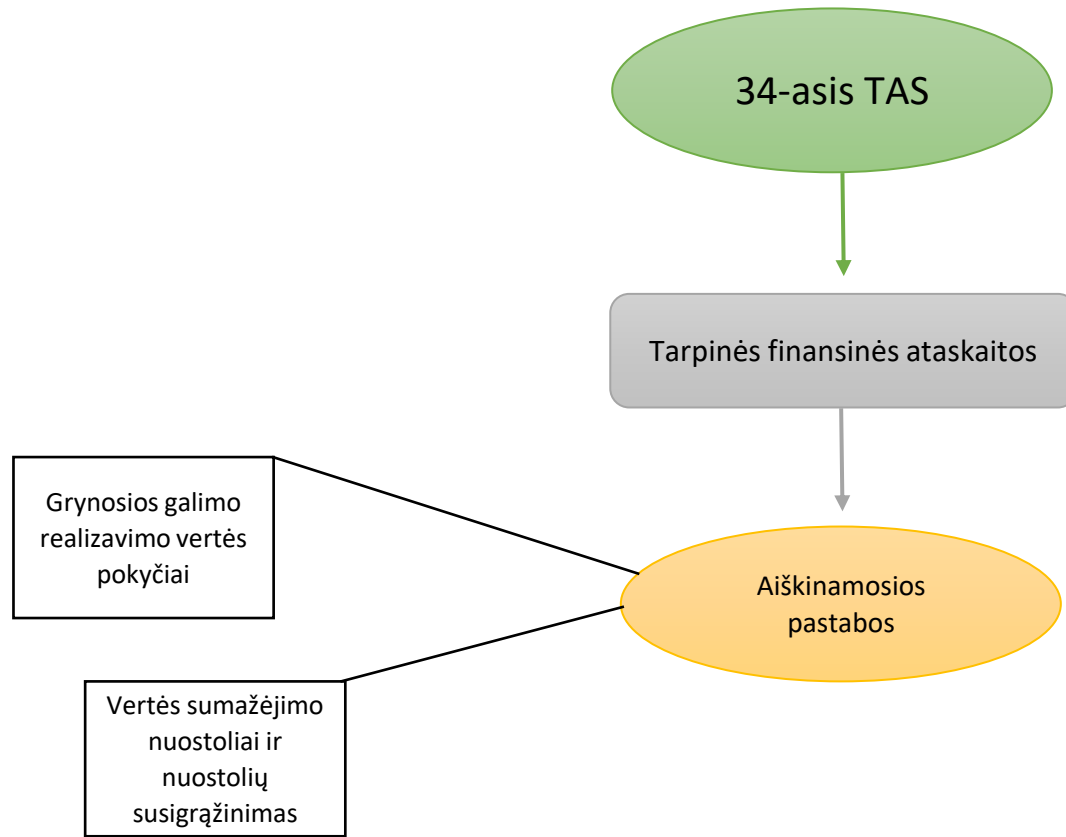 34-asis TAS
Tarpinės finansinės ataskaitos
Grynosios galimo
realizavimo vertės
pokyčiai
Aiškinamosios
pastabos
Vertės sumažėjimo
nuostoliai ir
nuostolių
susigrąžinimas